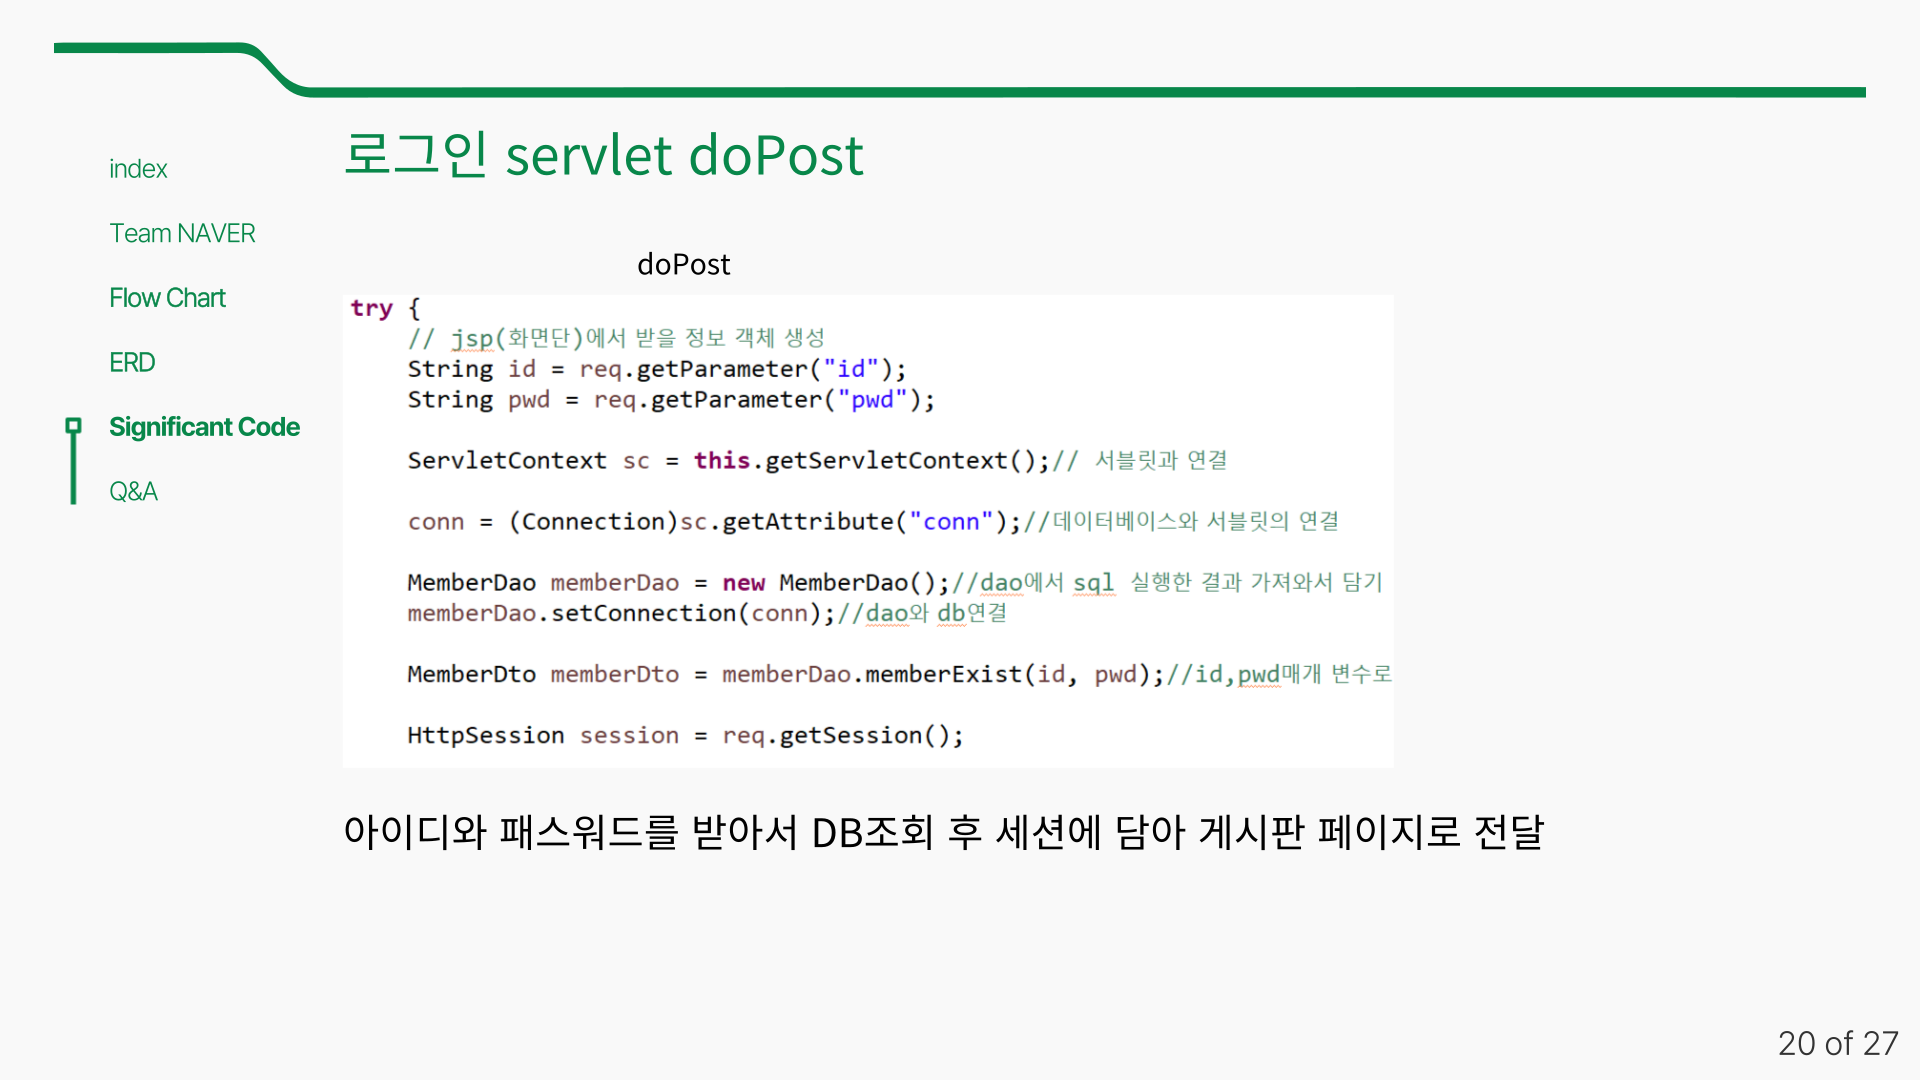 로그인 servlet doPost
index
Team NAVER
Flow Chart
ERD
Significant Code
Q&A
doPost
try {
// jsp(화면단)에서 받을 정보 객체 생성
String id = req.getParameter("id");
String pwd = req.getParameter("pwd");
ServletContext sc = this.getServletContext();// 서블릿과 연결
conn = (Connection)sc.getAttribute("conn");//데이터베이스와 서블릿의 연결
MemberDao memberDao = new MemberDao();//dao에서 sql 실행한 결과 가져와서 담기
memberDao.setConnection(conn);//dao와 db연결
MemberDto memberDto = memberDao.memberExist(id, pwd);//id,pwd매개 변수로
HttpSession session = req.getSession();
아이디와 패스워드를 받아서 DB조회 후 세션에 담아 게시판 페이지로 전달
20 of 27